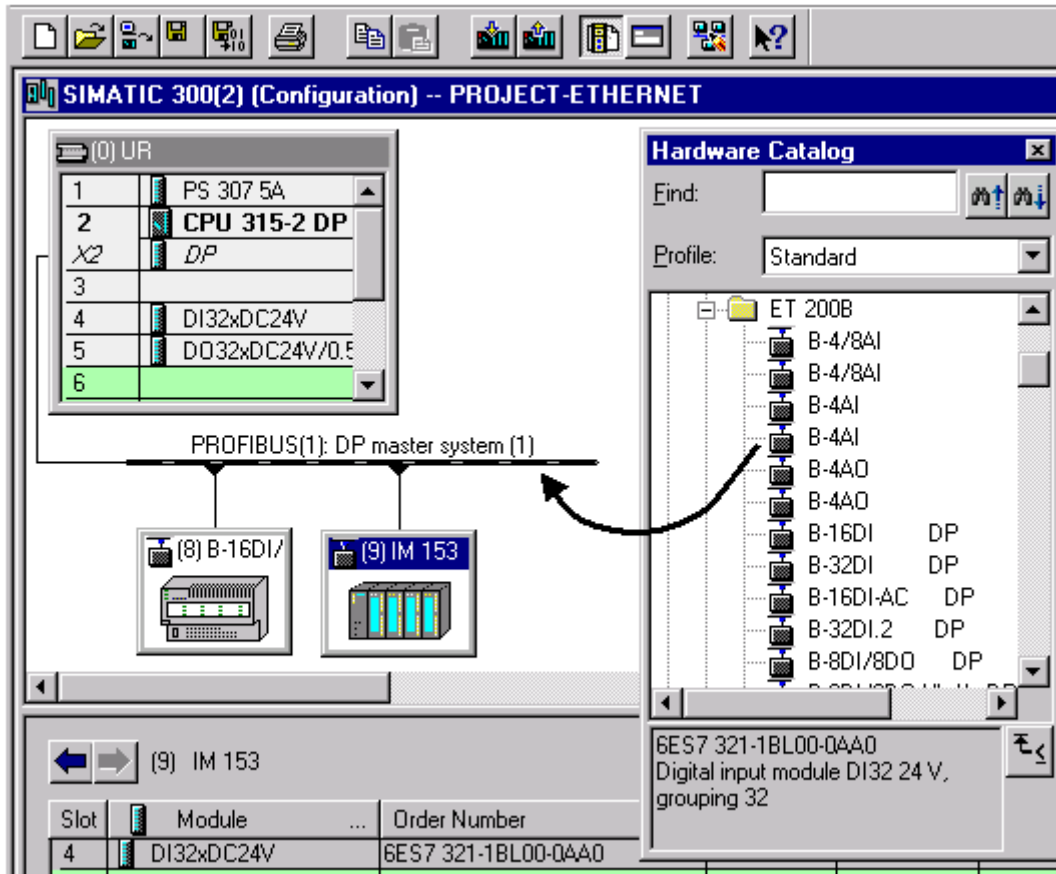 SIMATIC 300(2) (Configuration) -- PROJECT-ETHERNET
(0) UR
1 PS 307 5A
2 CPU 315-2 DP
X2 DP
3
4 DI32xDC24V
5 DO32xDC24V/0.5
6
PROFIBUS(1): DP master system (1)
(8) B-16DI/
(9) IM 153
Hardware Catalog
Find:
Profile: Standard
ET 200B
B-4/8AI
B-4/8AI
B-4AI
B-4AI
B-4AO
B-4AO
B-16DI DP
B-32DI DP
B-16DI-AC DP
B-32DI.2 DP
B-8DI/8DO DP
6ES7 321-1BL00-0AA0
Digital input module DI32 24 V,
grouping 32
(9) IM 153
Slot Module ... Order Number
4 DI32xDC24V 6ES7 321-1BL00-0AA0